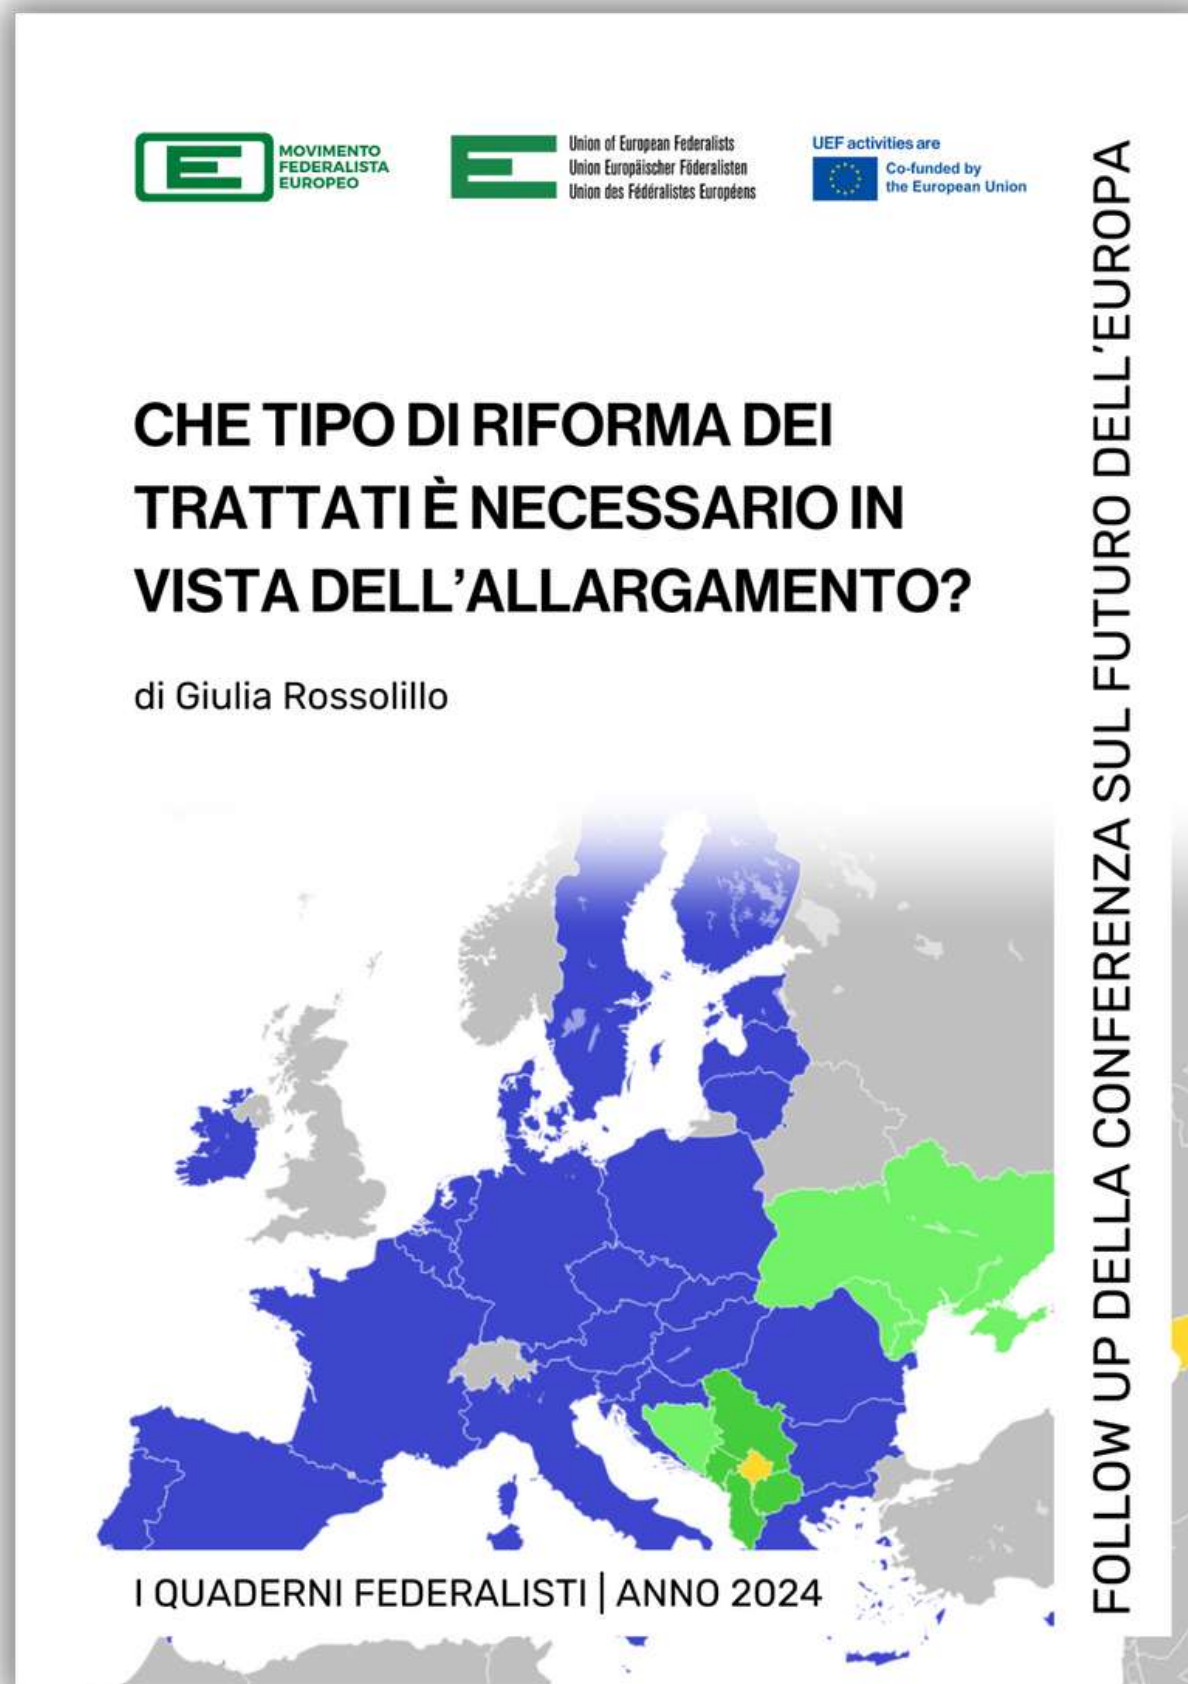 MOVIMENTO
FEDERALISTA
EUROPEO
Union of European Federalists
Union Europäischer Föderalisten
Union des Fédéralistes Européens
UEF activities are
Co-funded by
the European Union
CHE TIPO DI RIFORMA DEI
TRATTATI È NECESSARIO IN
VISTA DELL'ALLARGAMENTO?
di Giulia Rossolillo
FOLLOW UP DELLA CONFERENZA SUL FUTURO DELL'EUROPA
I QUADERNI FEDERALISTI | ANNO 2024